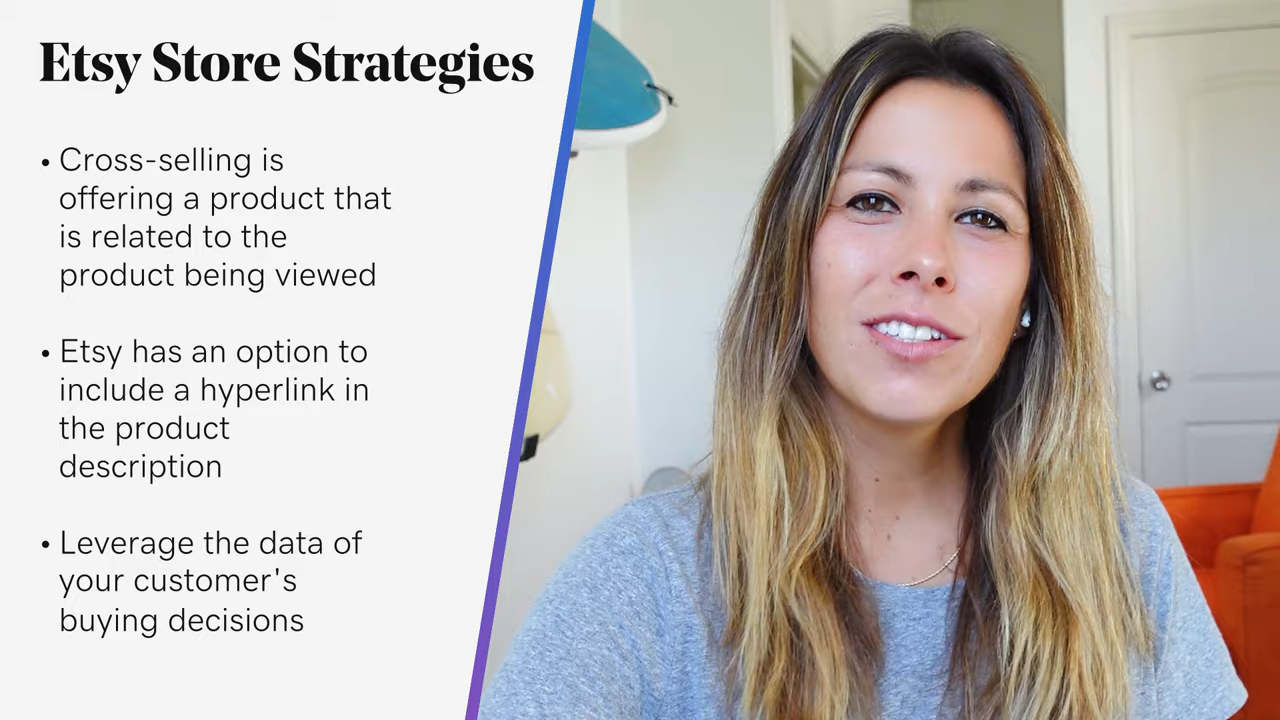 Etsy Store Strategies
• Cross-selling is
offering a product that
is related to the
product being viewed
• Etsy has an option to
include a hyperlink in
the product
description
• Leverage the data of
your customer's
buying decisions